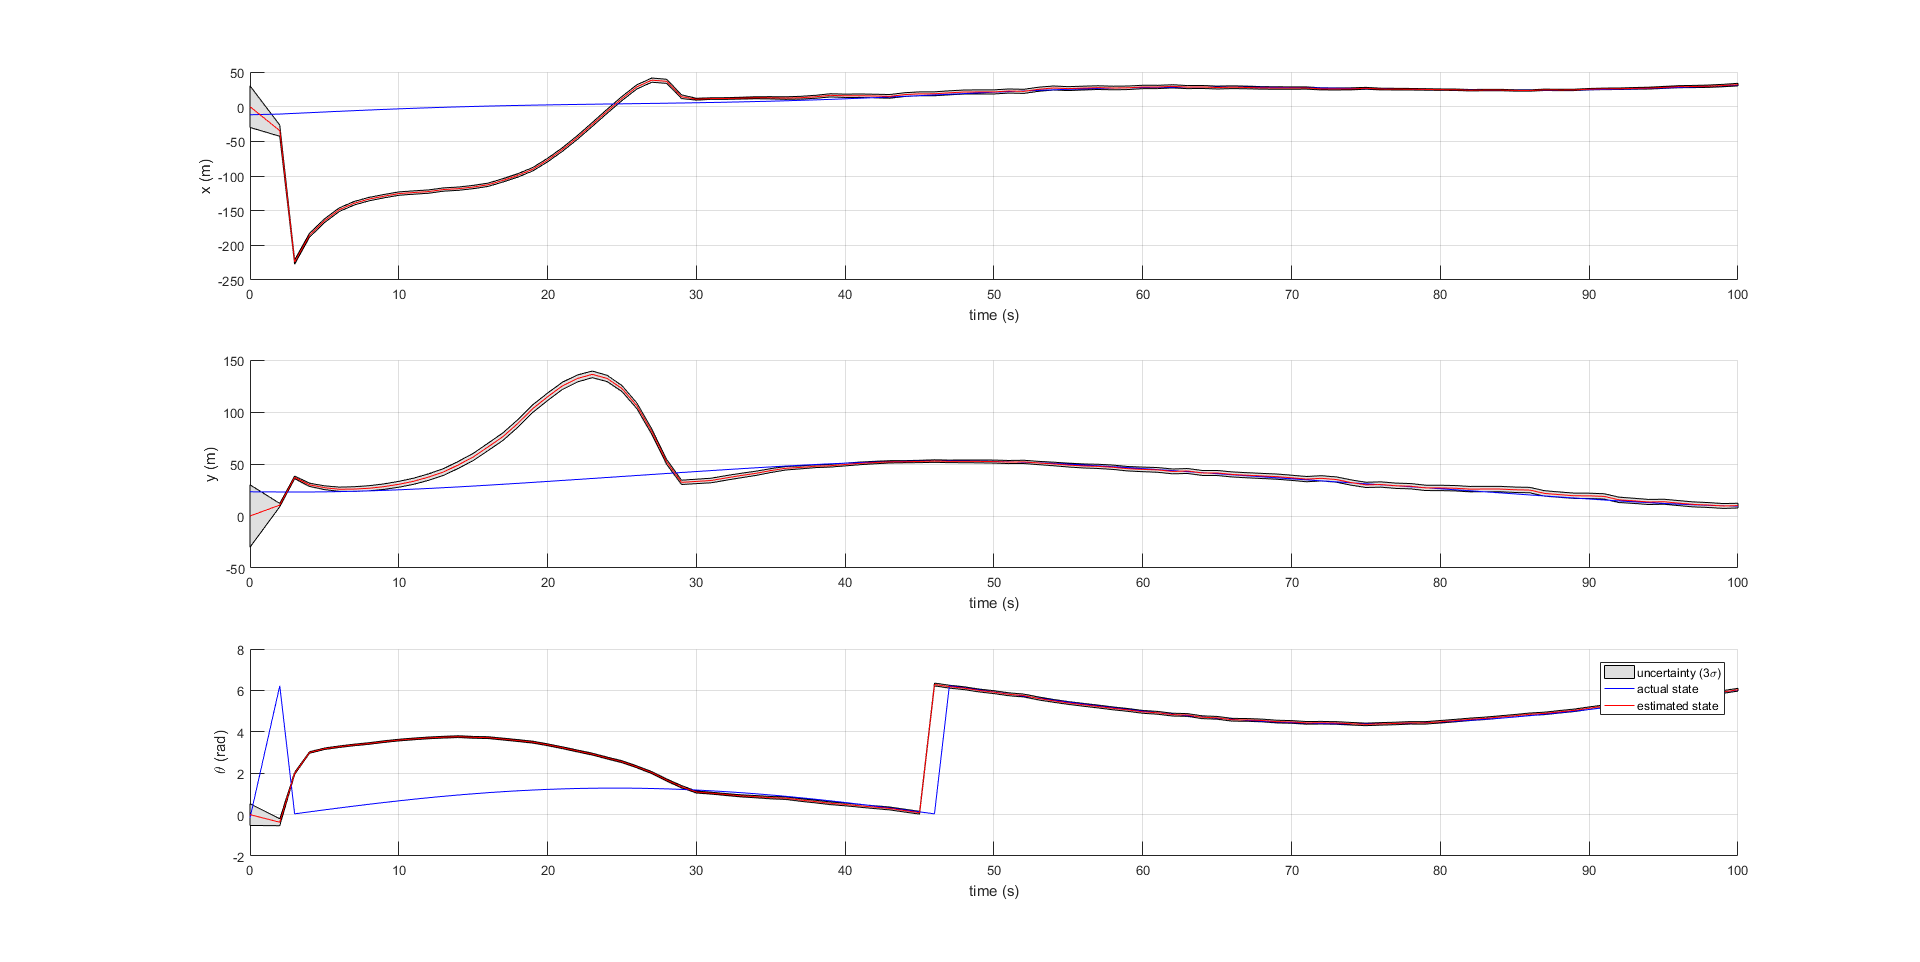 50
0
-50
-100
-150
-200
-250
x (m)
0 10 20 30 40 50 60 70 80 90 100
time (s)
150
100
50
0
-50
y (m)
0 10 20 30 40 50 60 70 80 90 100
time (s)
8
6
4
2
0
-2
θ (rad)
uncertainty (3σ)
actual state
estimated state
0 10 20 30 40 50 60 70 80 90 100
time (s)